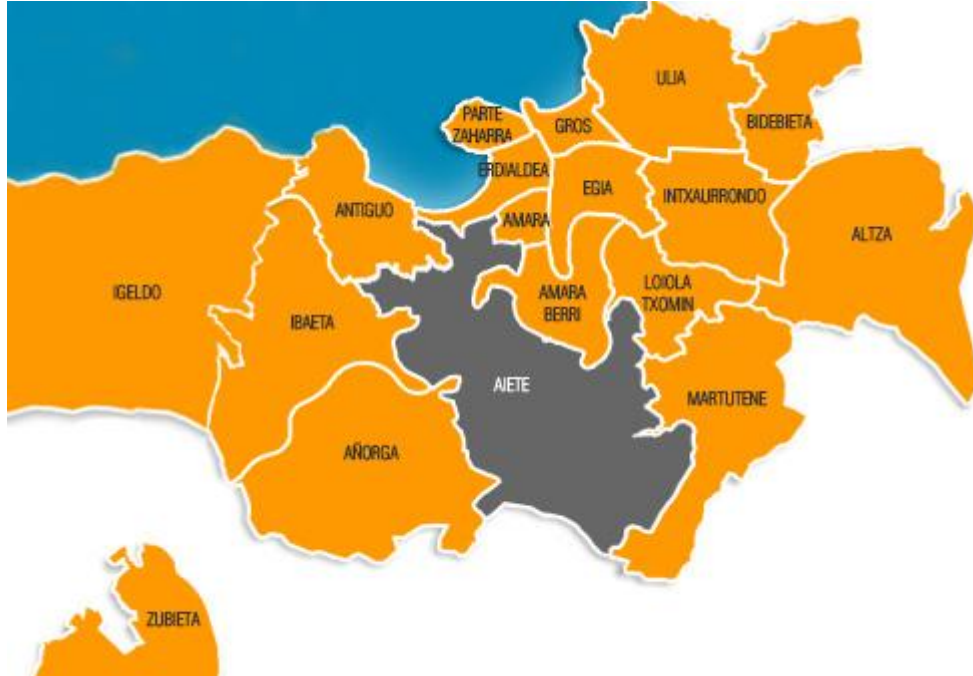 ULIA
PARTE
ZAHARRA
GROS
BIDEBIETA
ERDIALDEA
EGIA
INTXAURRONDO
ANTIGUO
AMARA
ALTZA
IGELDO
LOIOLA
TXOMIN
AMARA
BERRI
IBAETA
AIETE
MARTUTENE
AÑORGA
ZUBIETA